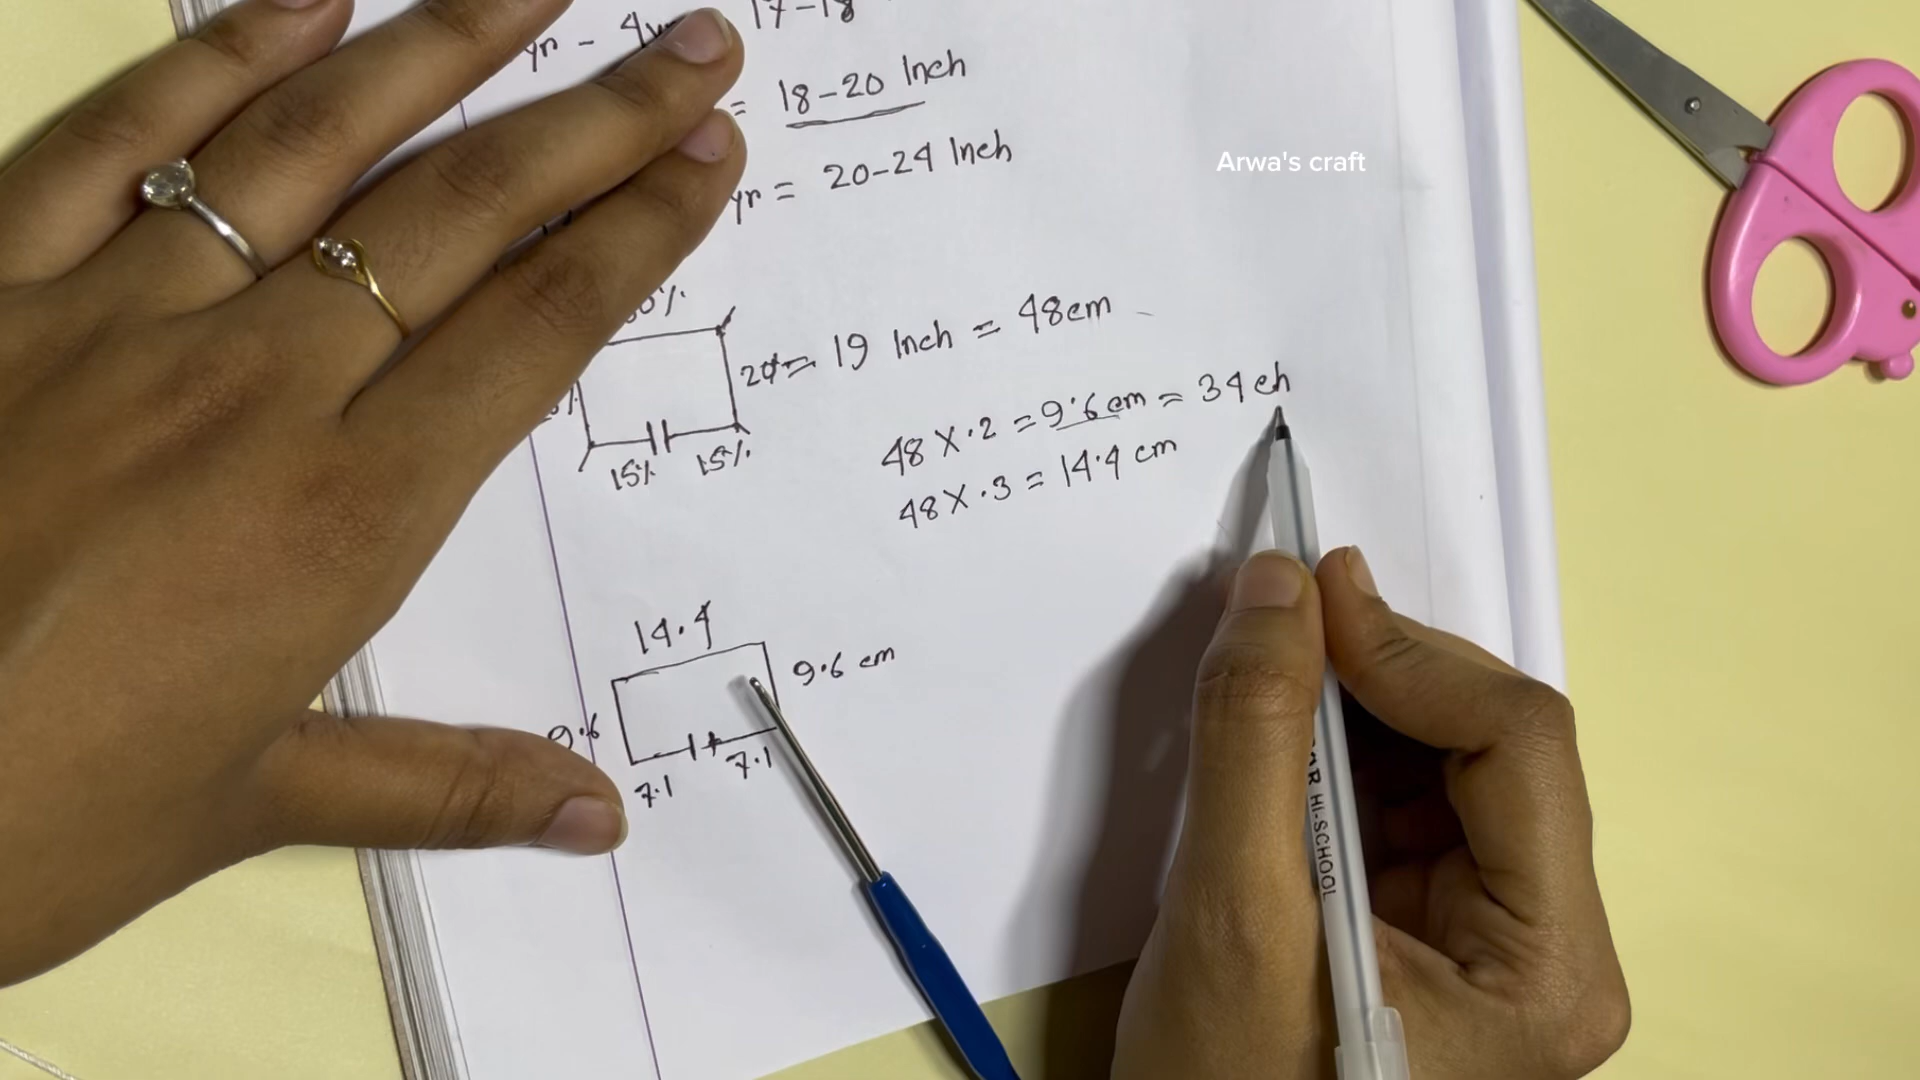 yr - 4yr 17-18
= 18-20 Inch
yr = 20-24 Inch
Arwa's craft
20 = 19 Inch = 48cm
15% 15%
48 X .2 = 9.6 cm = 34 ch
48 X .3 = 14.4 cm
14.4
9.6 cm
9.6
7.1 7.1
HI-SCHOOL